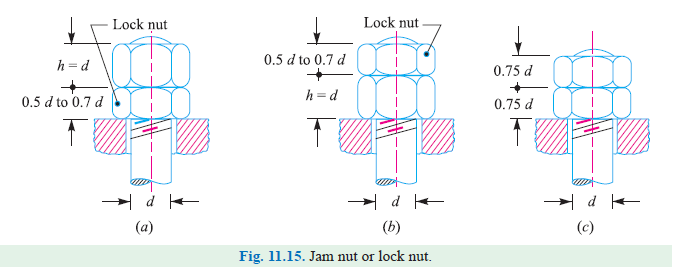 Lock nut
h = d
0.5 d to 0.7 d
d
(a)
Lock nut
0.5 d to 0.7 d
h = d
d
(b)
0.75 d
0.75 d
d
(c)
Fig. 11.15. Jam nut or lock nut.